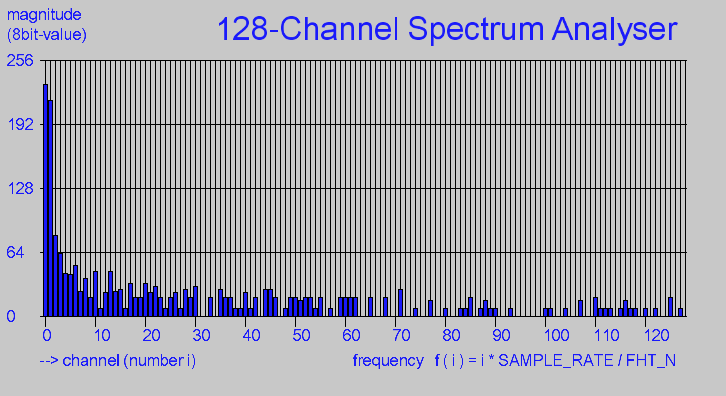 magnitude
(8bit-value)
128-Channel Spectrum Analyser
256
192
128
64
0
0 10 20 30 40 50 60 70 80 90 100 110 120
--> channel (number i)
frequency f ( i ) = i * SAMPLE_RATE / FHT_N